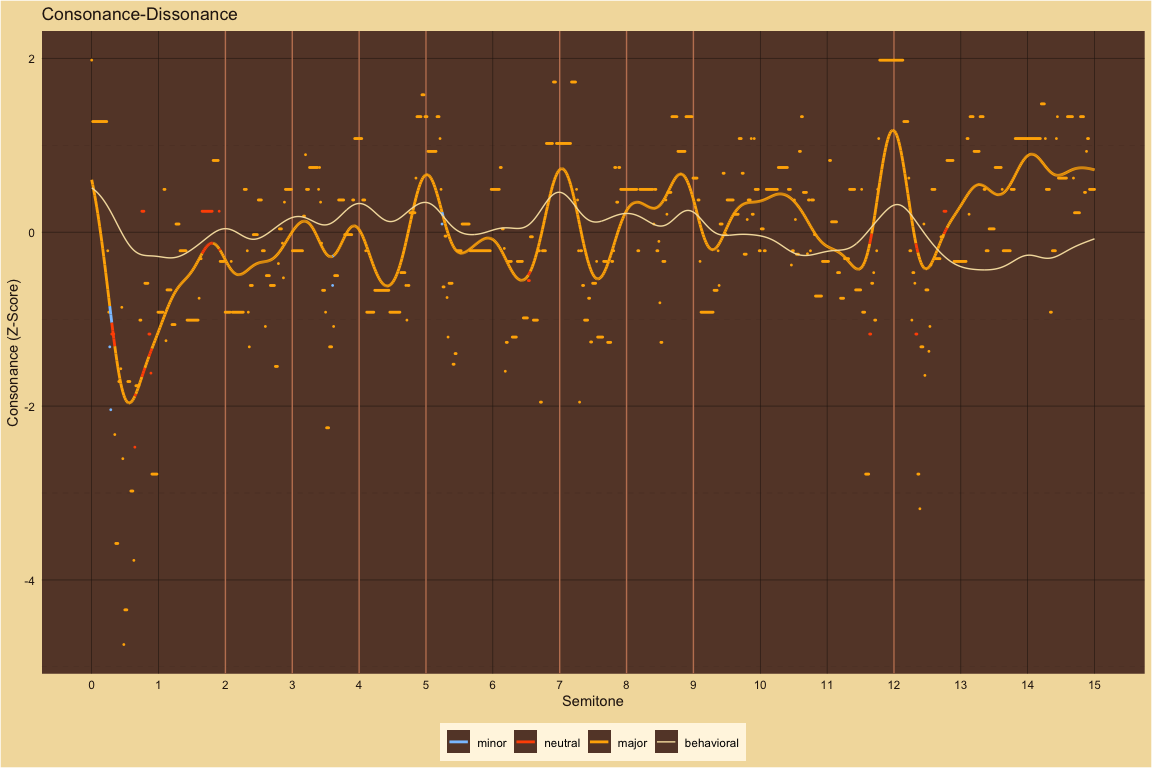 Consonance-Dissonance
Consonance (Z-Score)
2
0
-2
-4
0 1 2 3 4 5 6 7 8 9 10 11 12 13 14 15
Semitone
minor neutral major behavioral